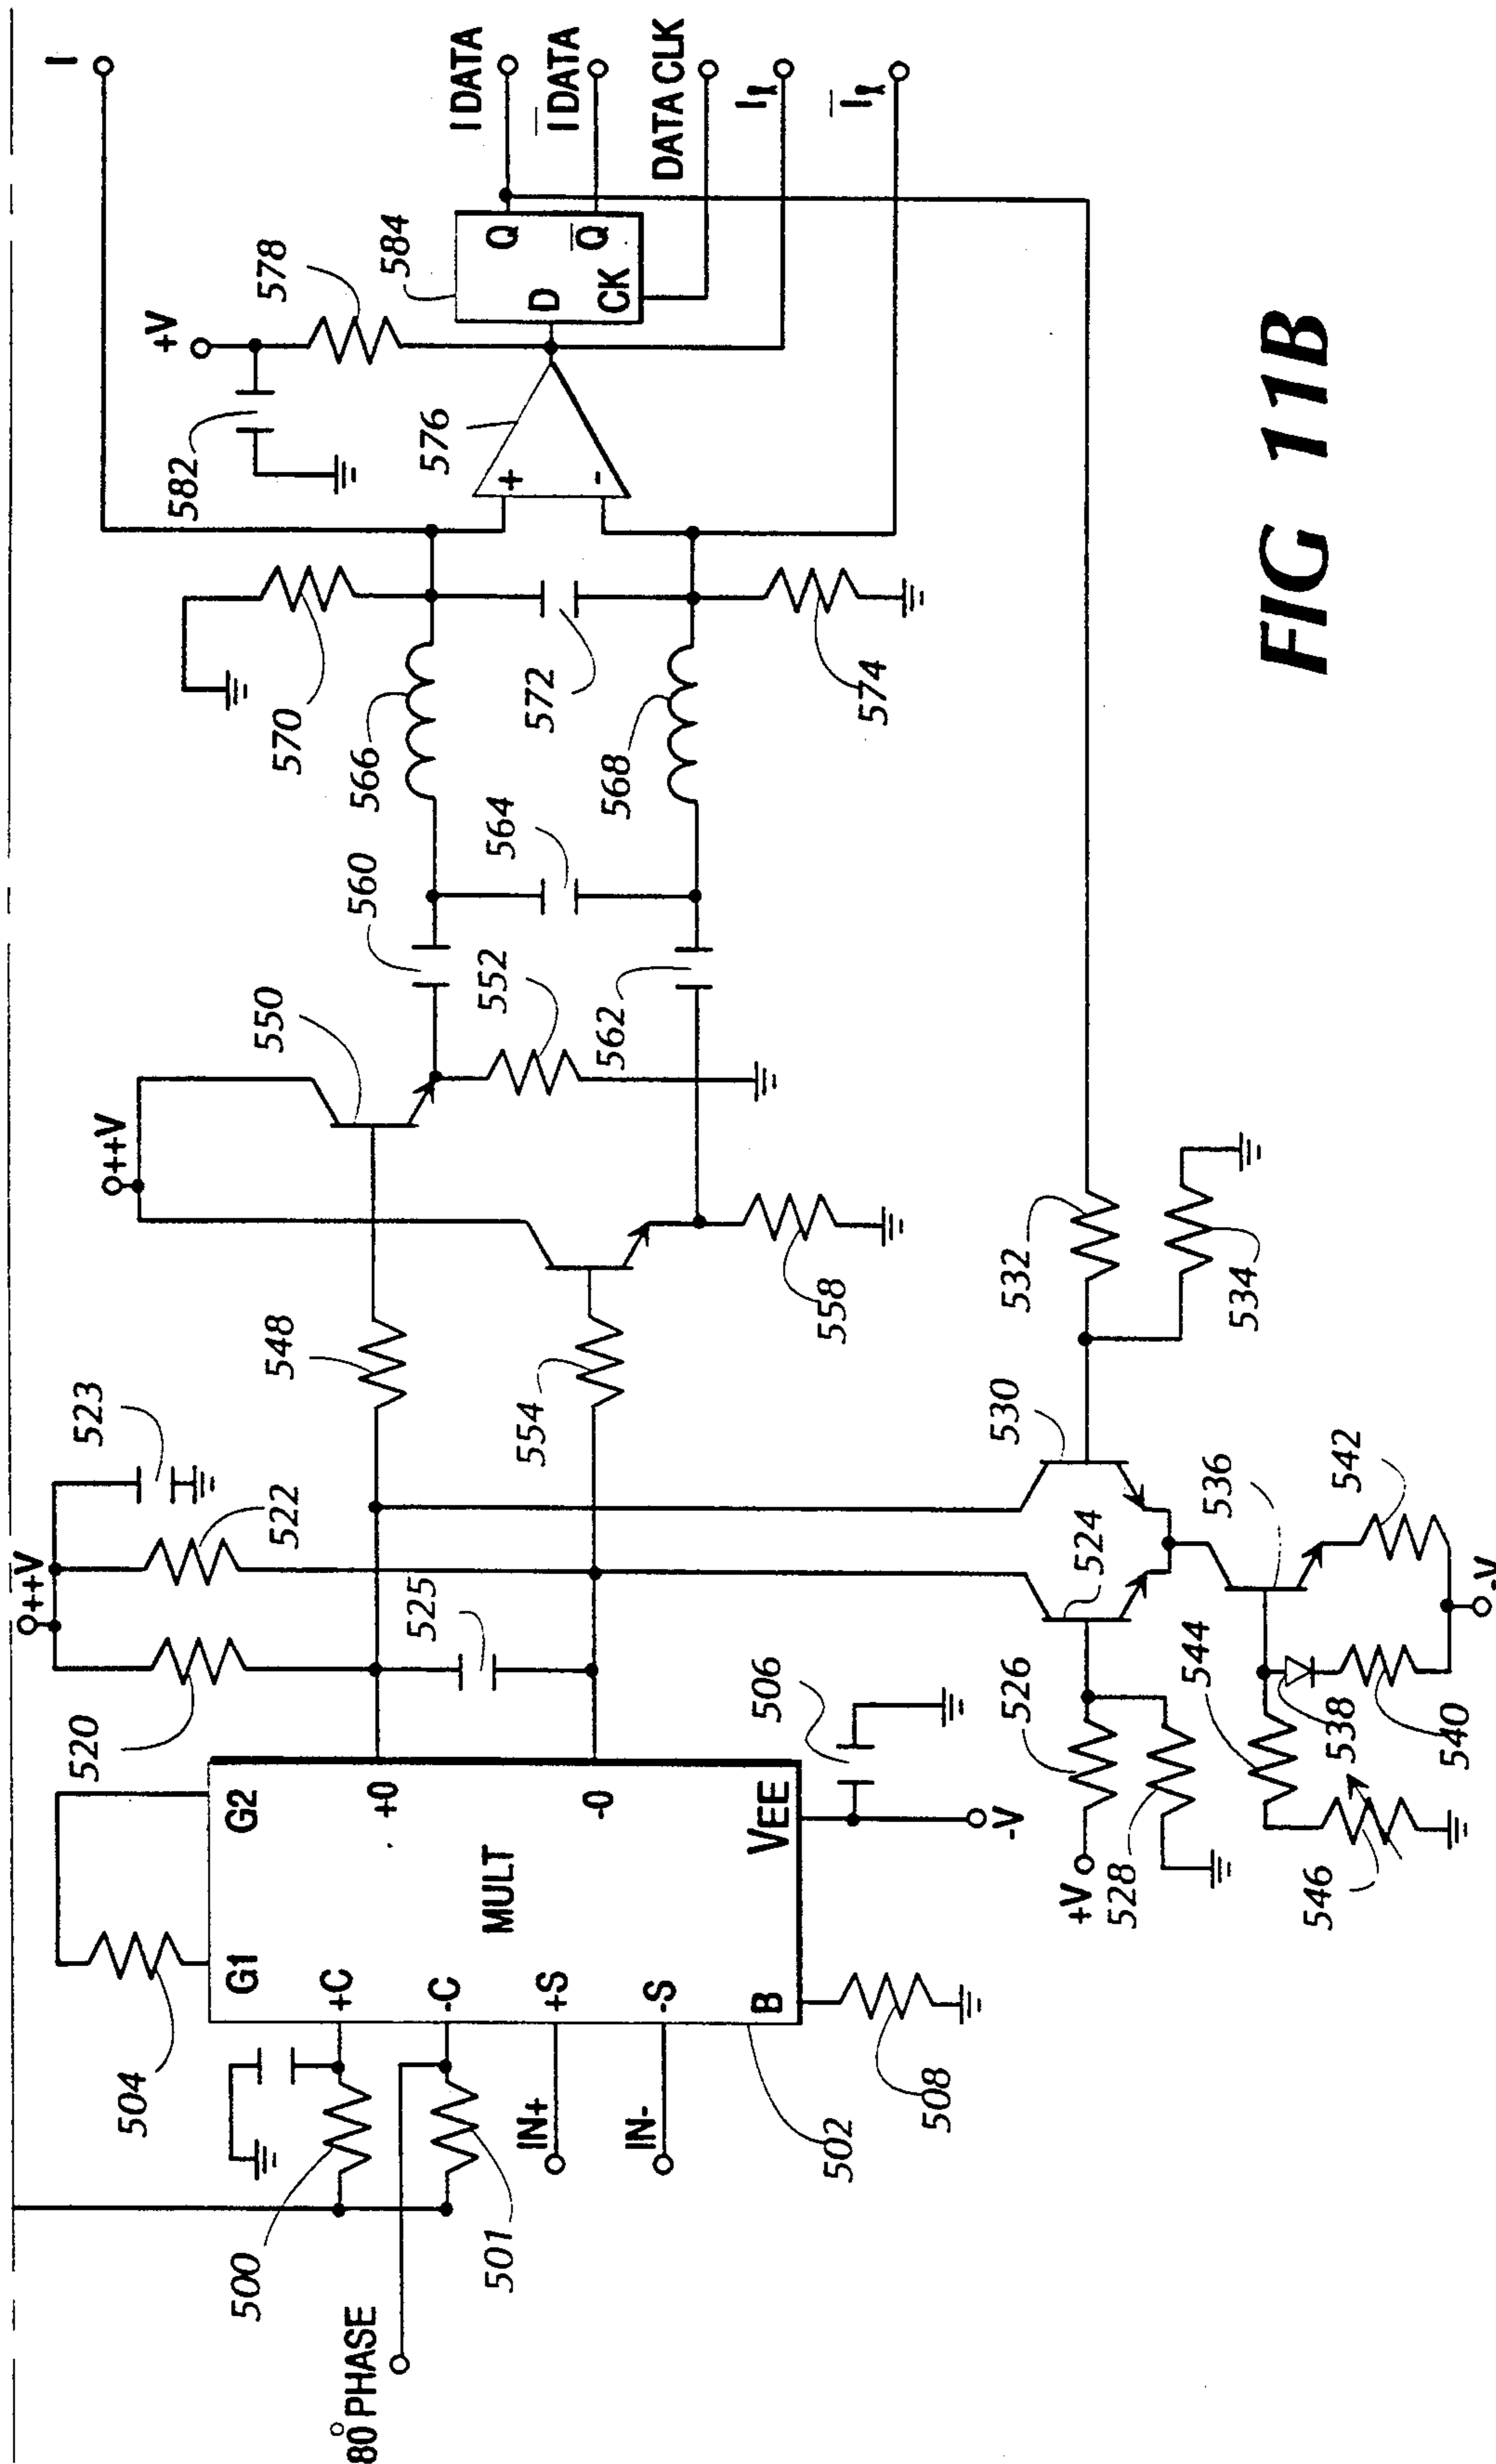 I
I DATA
I DATA
DATA CLK
Iℓ
Iℓ
+V
578
584
Q
Q
D
CK
582
576
+
-
570
566
572
574
564
568
560
552
562
550
++V
558
548
554
532
534
530
523
522
++V
525
520
524
536
542
526
544
538
540
546
528
+V
-V
506
-V
G2
G1
+0
-0
MULT
VEE
+C
-C
+S
-S
B
504
508
502
500
501
IN+
IN-
80° PHASE
FIG 11B